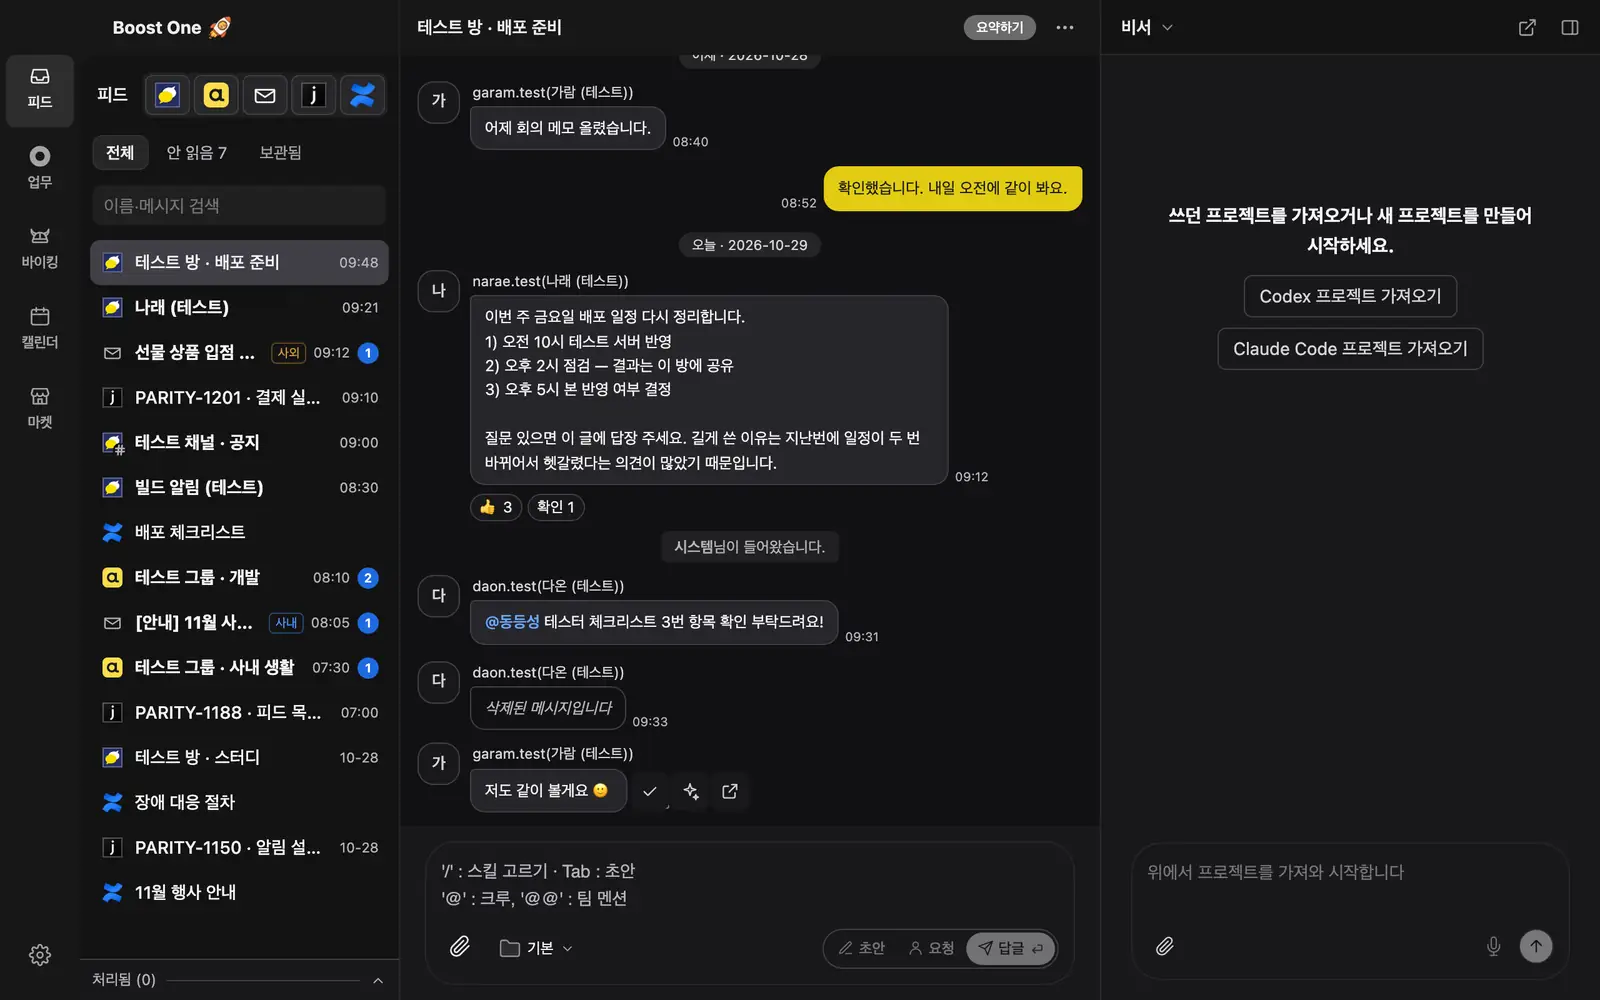 Boost One 🚀
피드
업무
바이킹
캘린더
마켓
피드
전체
안 읽음 7
보관됨
이름·메시지 검색
테스트 방 · 배포 준비 09:48
나래 (테스트) 09:21
선물 상품 입점 ... 사외 09:12 1
PARITY-1201 · 결제 실... 09:10
테스트 채널 · 공지 09:00
빌드 알림 (테스트) 08:30
배포 체크리스트
테스트 그룹 · 개발 08:10 2
[안내] 11월 사... 사내 08:05 1
테스트 그룹 · 사내 생활 07:30 1
PARITY-1188 · 피드 목... 07:00
테스트 방 · 스터디 10-28
장애 대응 절차
PARITY-1150 · 알림 설... 10-28
11월 행사 안내
처리됨 (0)
테스트 방 · 배포 준비
요약하기
어제 · 2026-10-28
가
garam.test(가람 (테스트))
어제 회의 메모 올렸습니다.
08:40
확인했습니다. 내일 오전에 같이 봐요.
08:52
오늘 · 2026-10-29
나
narae.test(나래 (테스트))
이번 주 금요일 배포 일정 다시 정리합니다.
1) 오전 10시 테스트 서버 반영
2) 오후 2시 점검 — 결과는 이 방에 공유
3) 오후 5시 본 반영 여부 결정
질문 있으면 이 글에 답장 주세요. 길게 쓴 이유는 지난번에 일정이 두 번
바뀌어서 헷갈렸다는 의견이 많았기 때문입니다.
09:12
👍 3
확인 1
시스템님이 들어왔습니다.
다
daon.test(다온 (테스트))
@동등성 테스터 체크리스트 3번 항목 확인 부탁드려요!
09:31
다
daon.test(다온 (테스트))
삭제된 메시지입니다
09:33
가
garam.test(가람 (테스트))
저도 같이 볼게요 🙂
'/' : 스킬 고르기 · Tab : 초안
'@' : 크루, '@@' : 팀 멘션
기본
초안
요청
답글
비서
쓰던 프로젝트를 가져오거나 새 프로젝트를 만들어
시작하세요.
Codex 프로젝트 가져오기
Claude Code 프로젝트 가져오기
위에서 프로젝트를 가져와 시작합니다